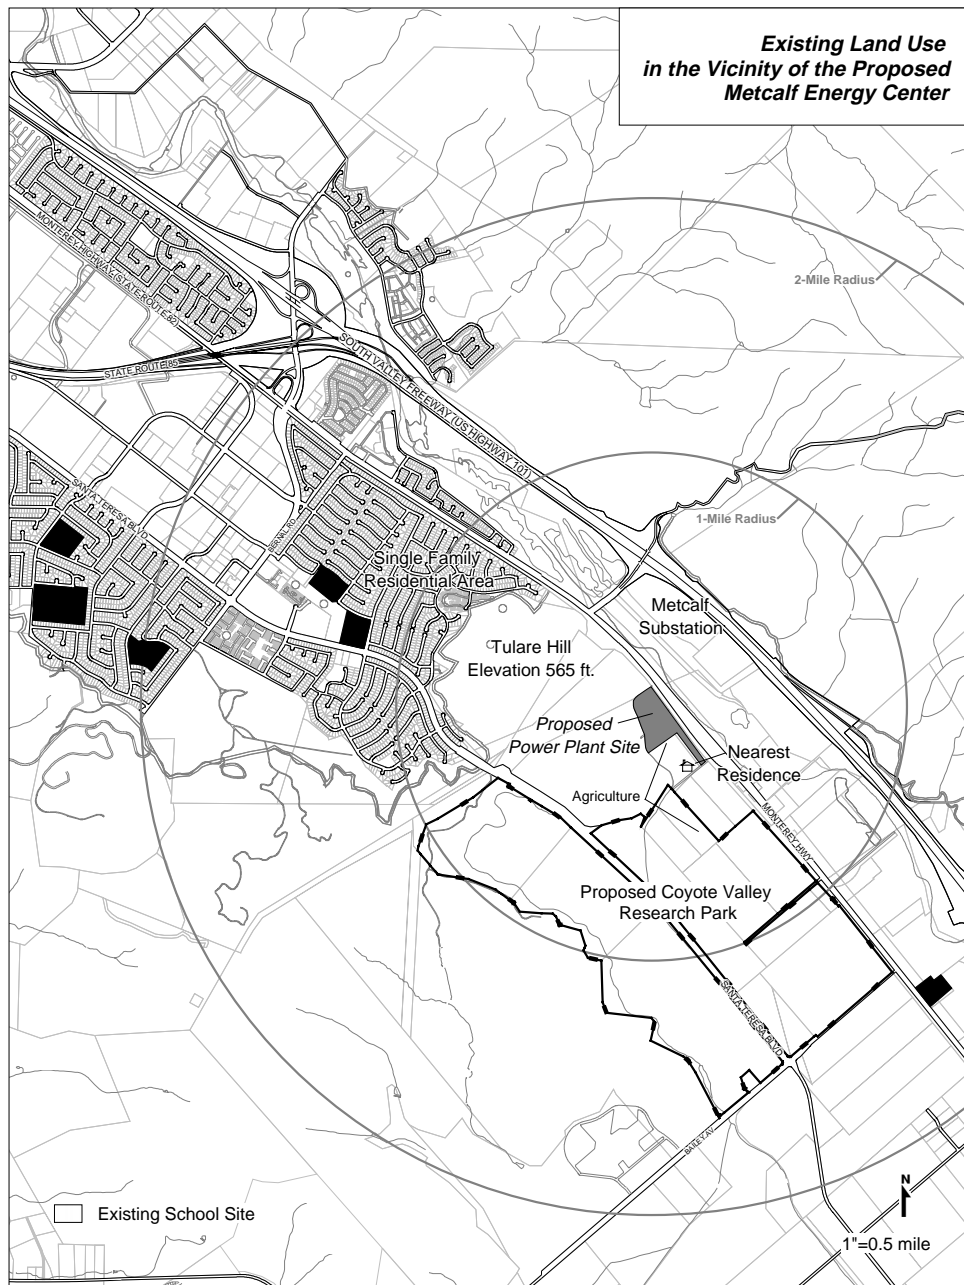 Existing Land Use
in the Vicinity of the Proposed
Metcalf Energy Center
2-Mile Radius
MONTEREY HIGHWAY (STATE ROUTE 82)
STATE ROUTE 85
SOUTH VALLEY FREEWAY (US HIGHWAY 101)
1-Mile Radius
SANTA TERESA BLVD
BERNAL RD
Single Family
Residential Area
Metcalf
Substation
Tulare Hill
Elevation 565 ft.
Proposed
Power Plant Site
Nearest
Residence
Agriculture
MONTEREY HWY
Proposed Coyote Valley
Research Park
SANTA TERESA BLVD
BAILEY AV
N
Existing School Site
1"=0.5 mile